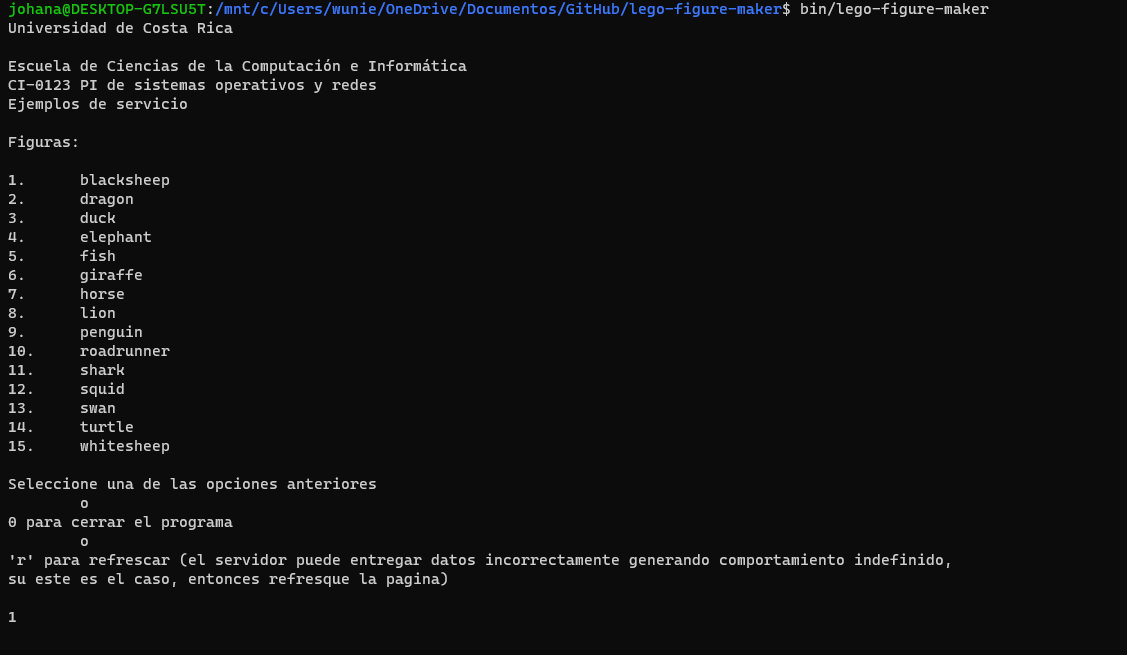 johana@DESKTOP-G7LSU5T:/mnt/c/Users/wunie/OneDrive/Documentos/GitHub/lego-figure-maker$ bin/lego-figure-maker
Universidad de Costa Rica
Escuela de Ciencias de la Computación e Informática
CI-0123 PI de sistemas operativos y redes
Ejemplos de servicio
Figuras:
1. blacksheep
2. dragon
3. duck
4. elephant
5. fish
6. giraffe
7. horse
8. lion
9. penguin
10. roadrunner
11. shark
12. squid
13. swan
14. turtle
15. whitesheep
Seleccione una de las opciones anteriores
o
0 para cerrar el programa
o
'r' para refrescar (el servidor puede entregar datos incorrectamente generando comportamiento indefinido,
su este es el caso, entonces refresque la pagina)
1